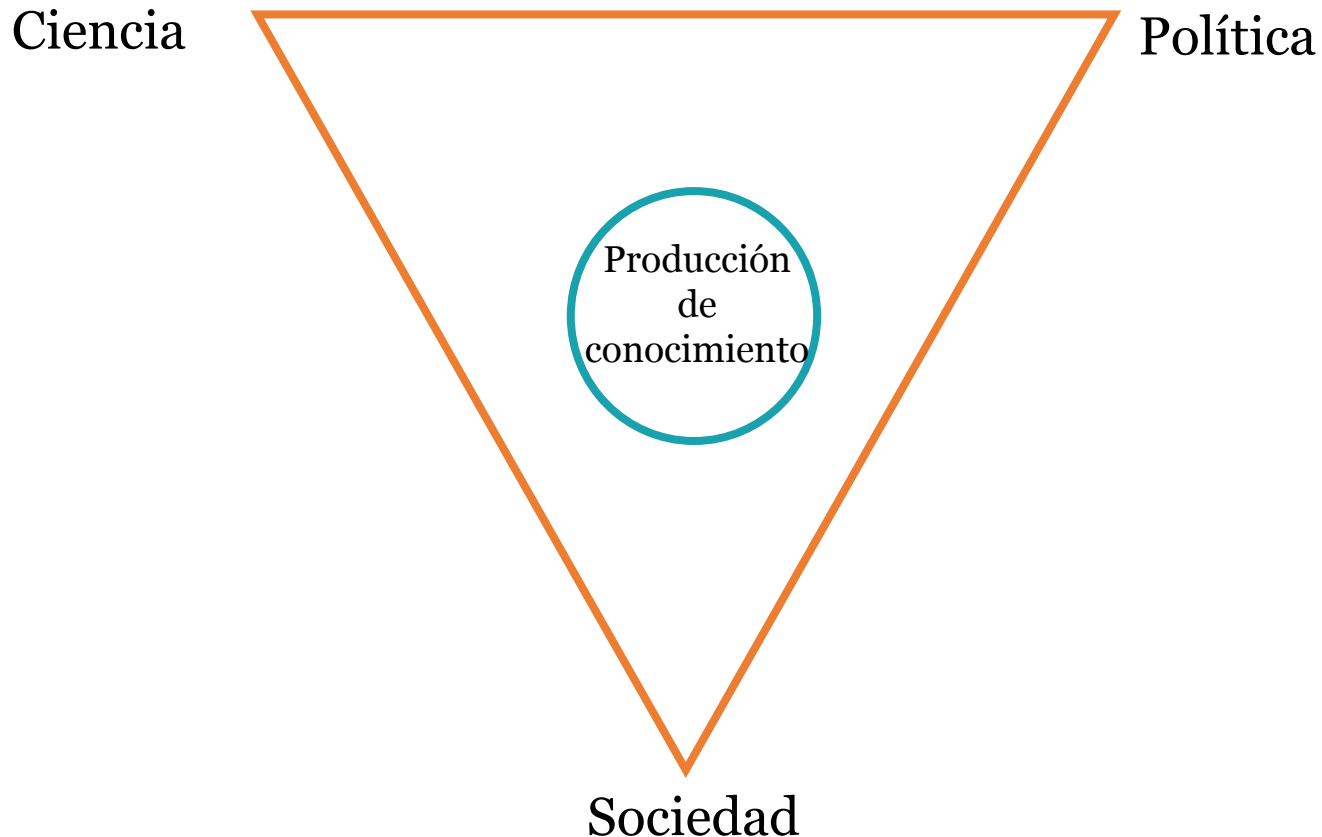 Ciencia
Política
Producción
de
conocimiento
Sociedad